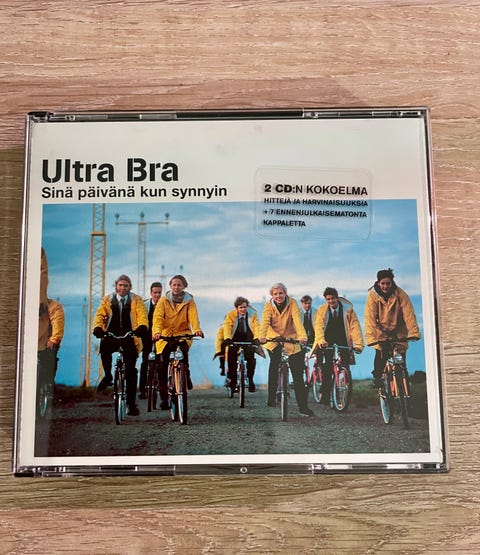 Ultra Bra
Sinä päivänä kun synnyin
2 CD:N KOKOELMA
HITTEJÄ JA HARVINAISUUKSIA
+ 7 ENNENJULKAISEMATONTA
KAPPALETTA